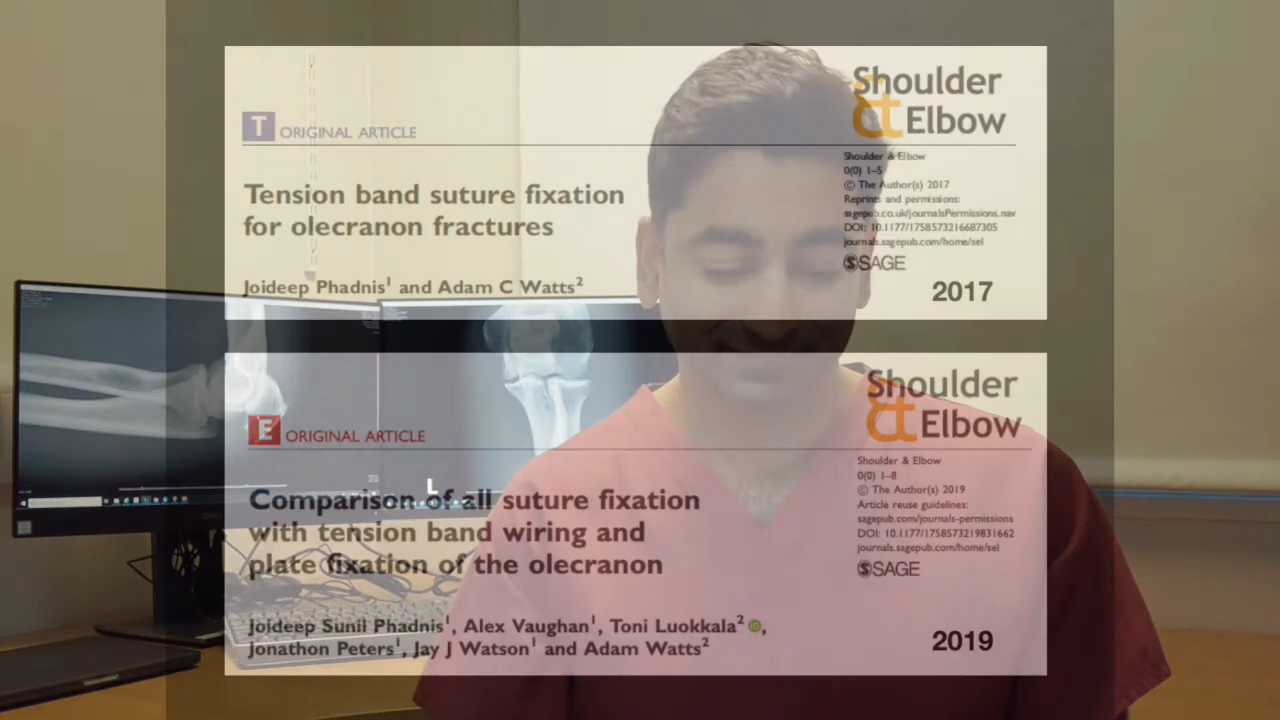 T ORIGINAL ARTICLE
Shoulder
& Elbow
Tension band suture fixation
for olecranon fractures
Joideep Phadnis1 and Adam C Watts2
Shoulder & Elbow
0(0) 1–5
© The Author(s) 2017
Reprints and permissions:
sagepub.co.uk/journalsPermissions.nav
DOI: 10.1177/1758573216687305
journals.sagepub.com/home/sel
SSAGE
2017
E ORIGINAL ARTICLE
Shoulder
& Elbow
Comparison of all suture fixation
with tension band wiring and
plate fixation of the olecranon
Joideep Sunil Phadnis1, Alex Vaughan1, Toni Luokkala2 iD,
Jonathon Peters1, Jay J Watson1 and Adam Watts2
Shoulder & Elbow
0(0) 1–8
© The Author(s) 2019
Article reuse guidelines:
sagepub.com/journals-permissions
DOI: 10.1177/1758573219831662
journals.sagepub.com/home/sel
SSAGE
2019
L